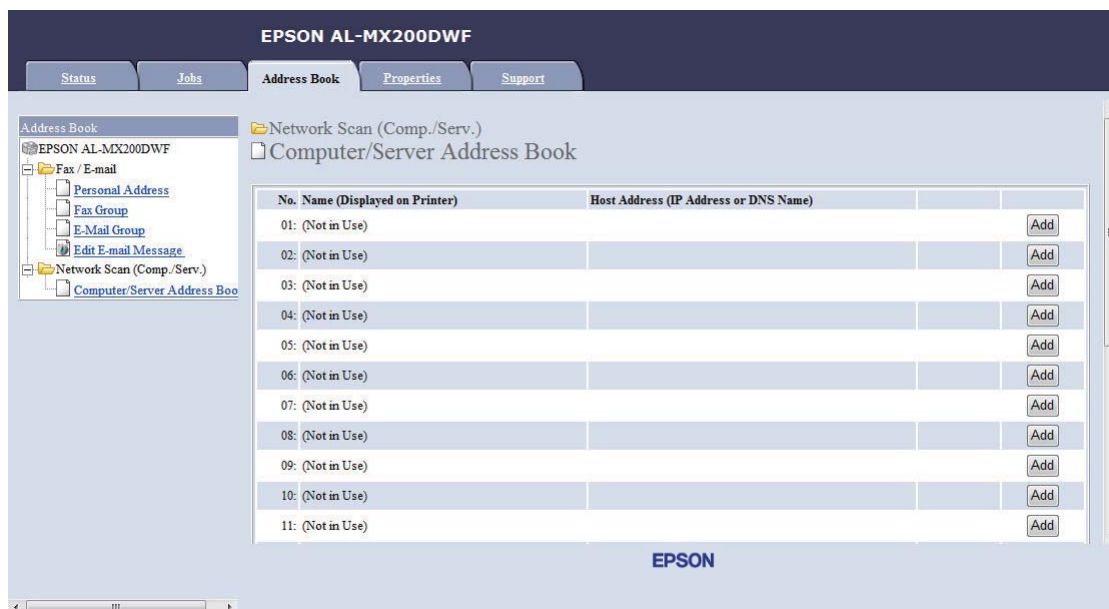 EPSON AL-MX200DWF
Status Jobs Address Book Properties Support
Address Book
EPSON AL-MX200DWF
Fax / E-mail
Personal Address
Fax Group
E-Mail Group
Edit E-mail Message
Network Scan (Comp./Serv.)
Computer/Server Address Boo
Network Scan (Comp./Serv.)
Computer/Server Address Book
No. Name (Displayed on Printer) Host Address (IP Address or DNS Name)
01: (Not in Use) Add
02: (Not in Use) Add
03: (Not in Use) Add
04: (Not in Use) Add
05: (Not in Use) Add
06: (Not in Use) Add
07: (Not in Use) Add
08: (Not in Use) Add
09: (Not in Use) Add
10: (Not in Use) Add
11: (Not in Use) Add
EPSON